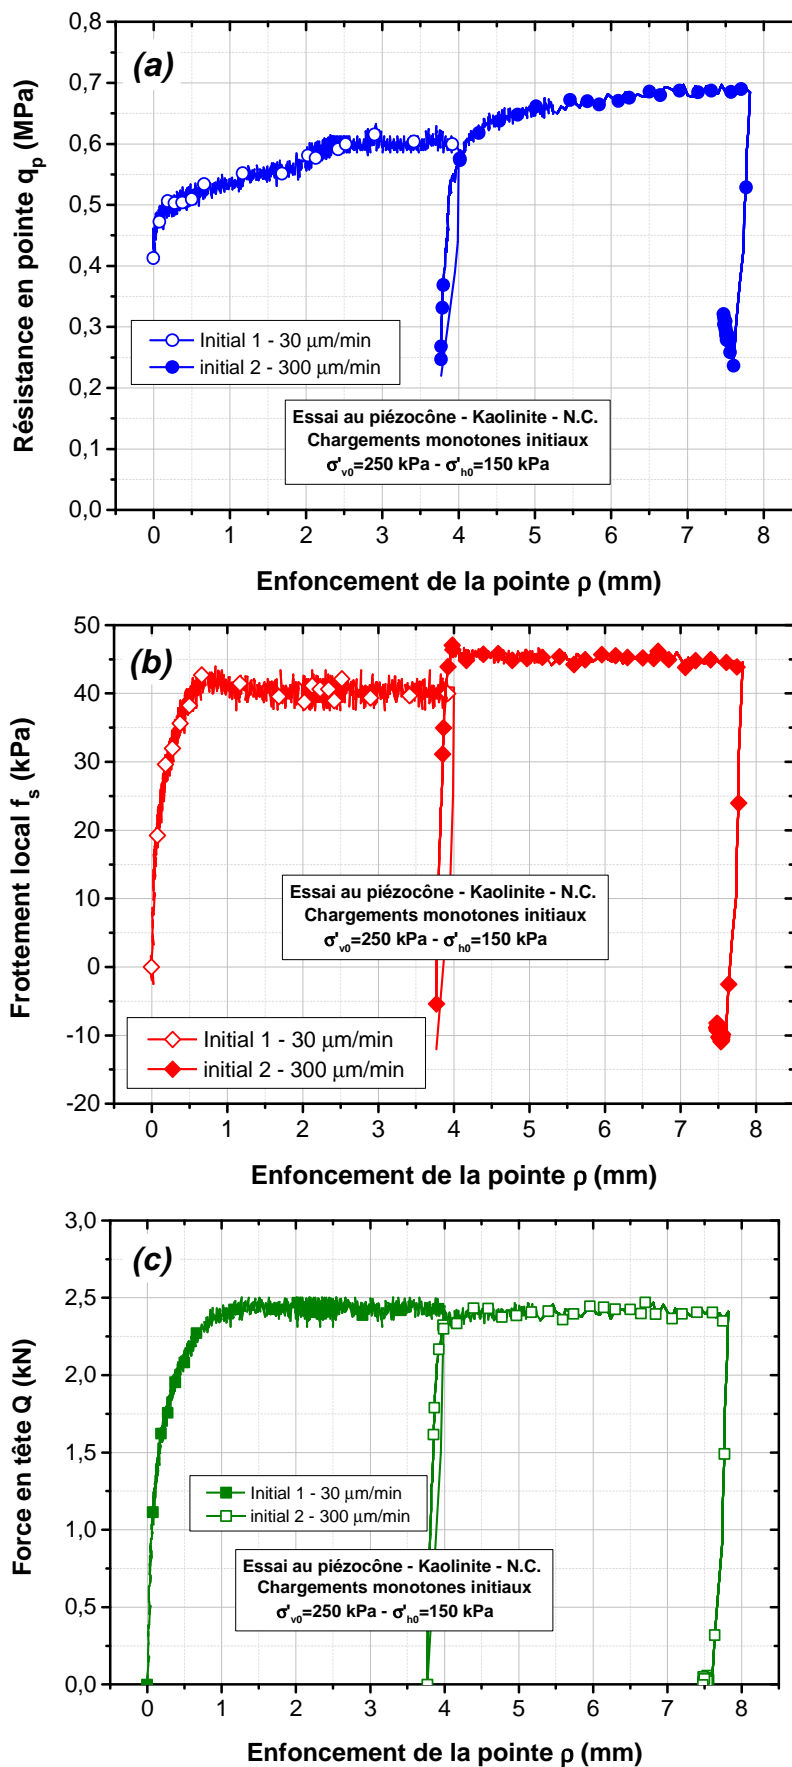 (a)
Résistance en pointe qp (MPa)
0,8
0,7
0,6
0,5
0,4
0,3
0,2
0,1
0,0
Initial 1 - 30 μm/min
initial 2 - 300 μm/min
Essai au piézocône - Kaolinite - N.C.
Chargements monotones initiaux
σ'v0=250 kPa - σ'h0=150 kPa
0 1 2 3 4 5 6 7 8
Enfoncement de la pointe ρ (mm)
(b)
Frottement local fs (kPa)
50
40
30
20
10
0
-10
-20
Essai au piézocône - Kaolinite - N.C.
Chargements monotones initiaux
σ'v0=250 kPa - σ'h0=150 kPa
Initial 1 - 30 μm/min
initial 2 - 300 μm/min
0 1 2 3 4 5 6 7 8
Enfoncement de la pointe ρ (mm)
(c)
Force en tête Q (kN)
3,0
2,5
2,0
1,5
1,0
0,5
0,0
Initial 1 - 30 μm/min
initial 2 - 300 μm/min
Essai au piézocône - Kaolinite - N.C.
Chargements monotones initiaux
σ'v0=250 kPa - σ'h0=150 kPa
0 1 2 3 4 5 6 7 8
Enfoncement de la pointe ρ (mm)